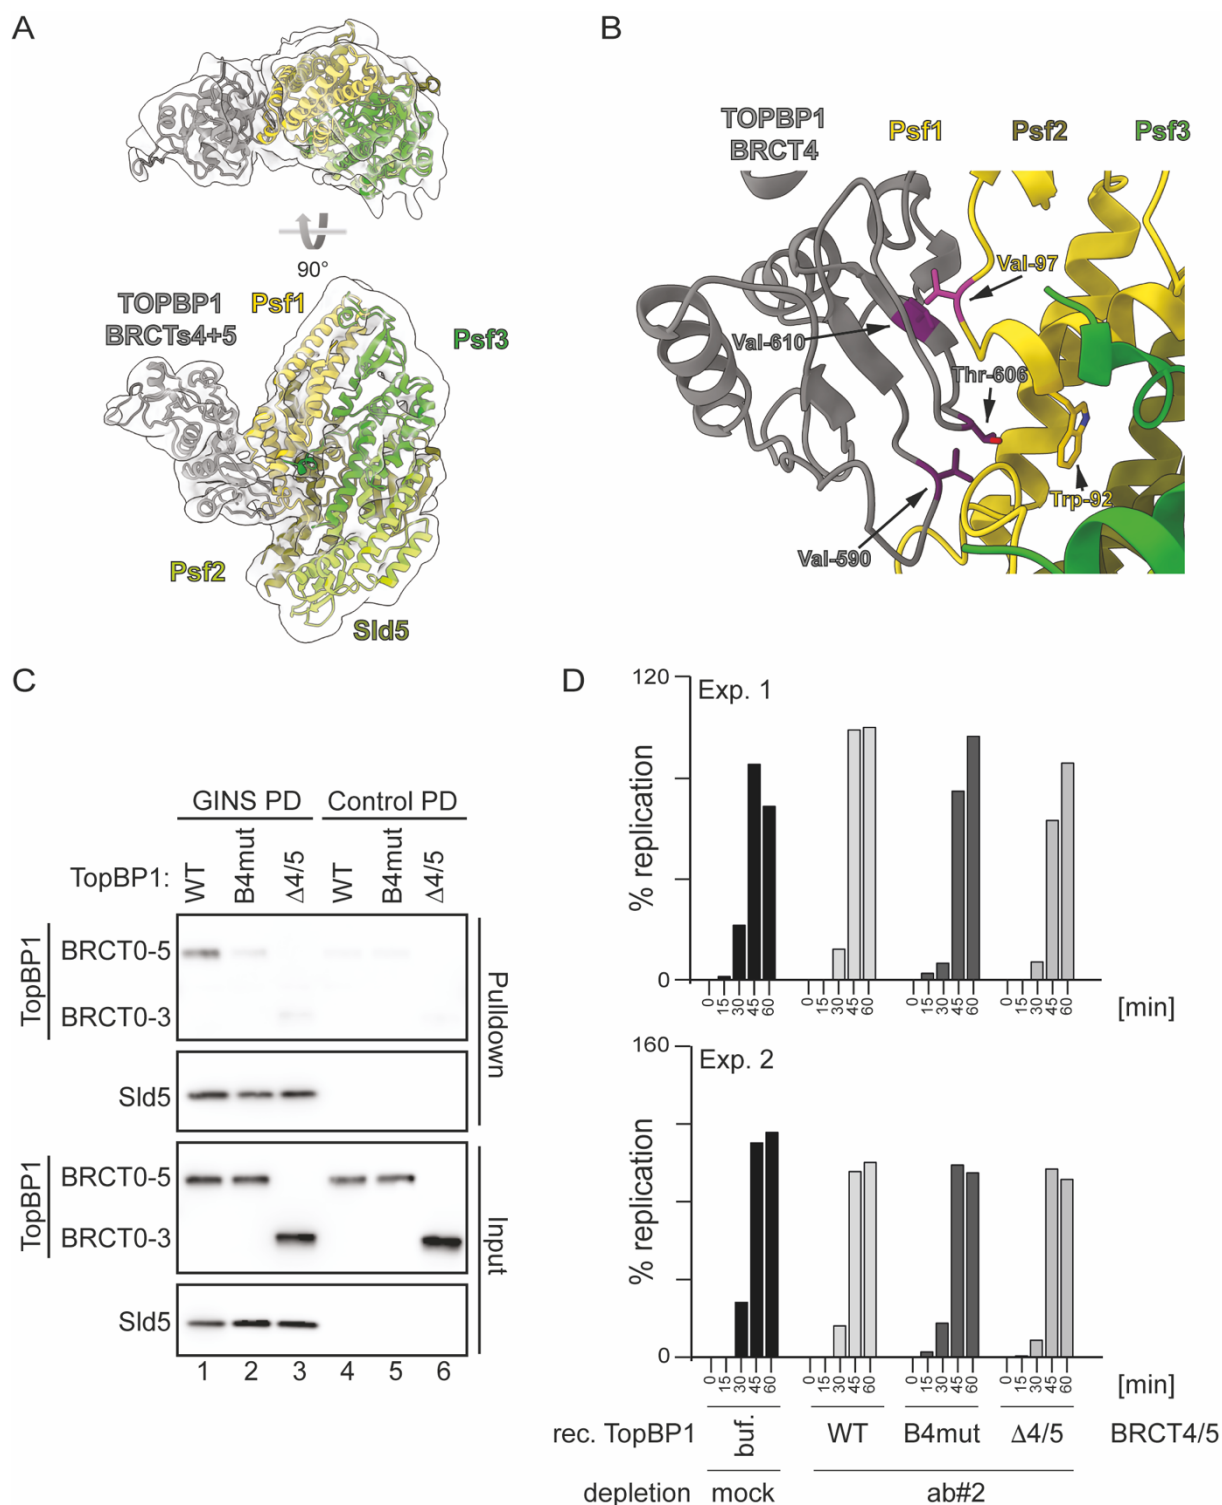 A
90°
TOPBP1
BRCTs4+5
Psf1
Psf3
Psf2
Sld5
B
TOPBP1
BRCT4
Psf1
Psf2
Psf3
Val-97
Val-610
Thr-606
Trp-92
Val-590
C
GINS PD Control PD
TopBP1: WT B4mut Δ4/5 WT B4mut Δ4/5
TopBP1
BRCT0-5
BRCT0-3
Sld5
Pulldown
TopBP1
BRCT0-5
BRCT0-3
Sld5
Input
1 2 3 4 5 6
D
120
Exp. 1
% replication
0
0 15 30 45 60 0 15 30 45 60 0 15 30 45 60 0 15 30 45 60 [min]
160
Exp. 2
% replication
0
0 15 30 45 60 0 15 30 45 60 0 15 30 45 60 0 15 30 45 60 [min]
rec. TopBP1 buf. WT B4mut Δ4/5 BRCT4/5
depletion mock ab#2